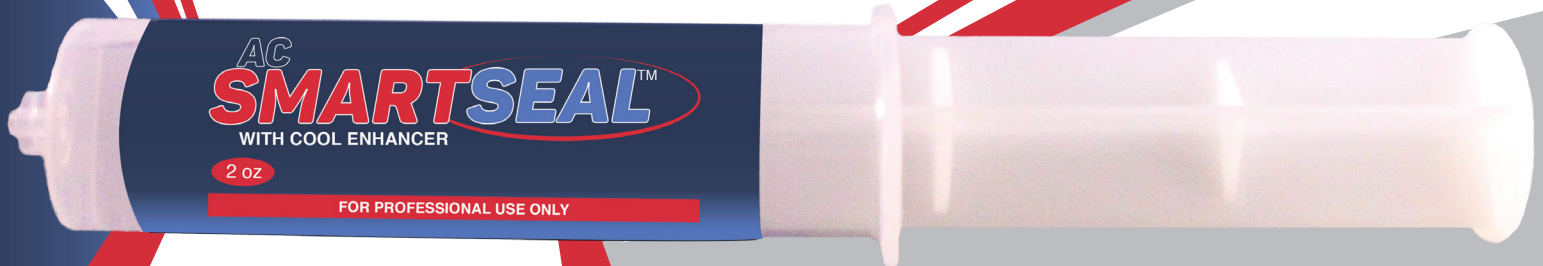 AC
SMARTSEAL™
WITH COOL ENHANCER
2 oz
FOR PROFESSIONAL USE ONLY